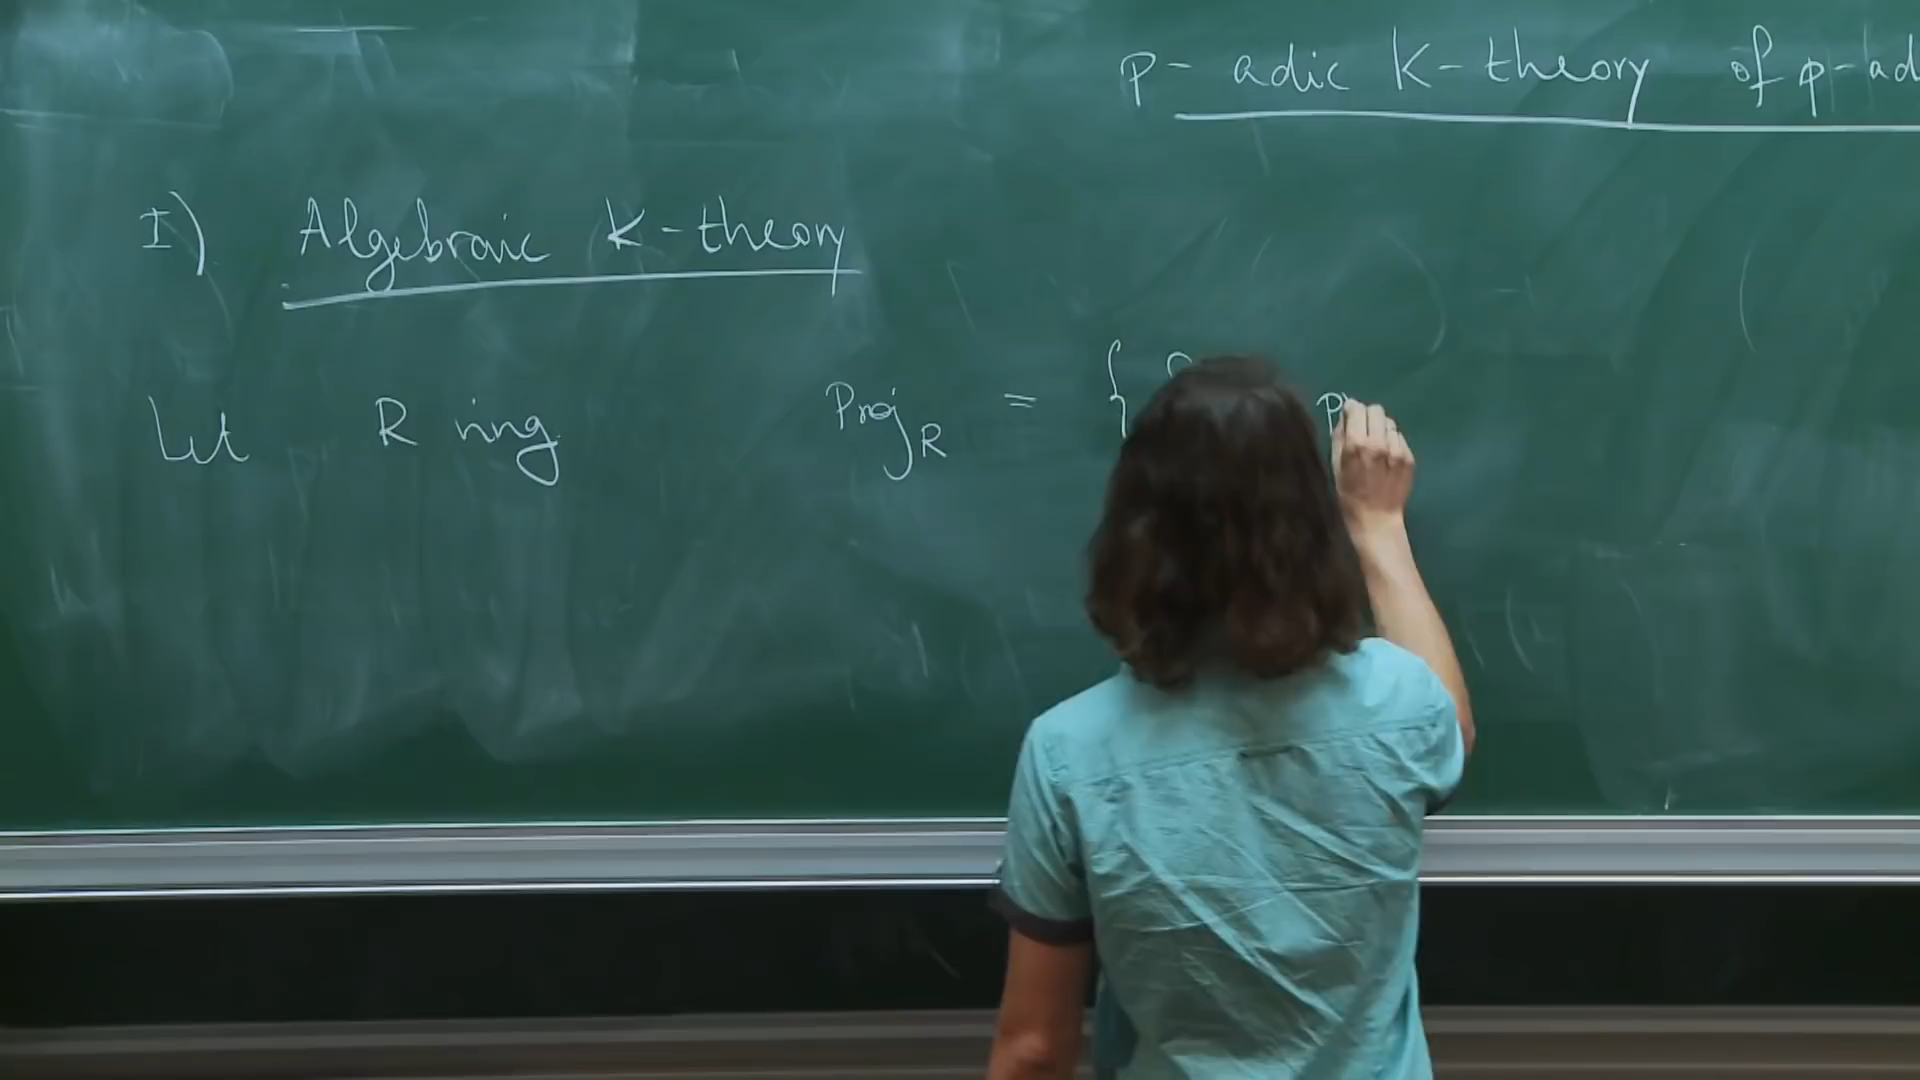 p-adic K-theory of p-ad
I) Algebraic K-theory
Let R ring Proj_R = {